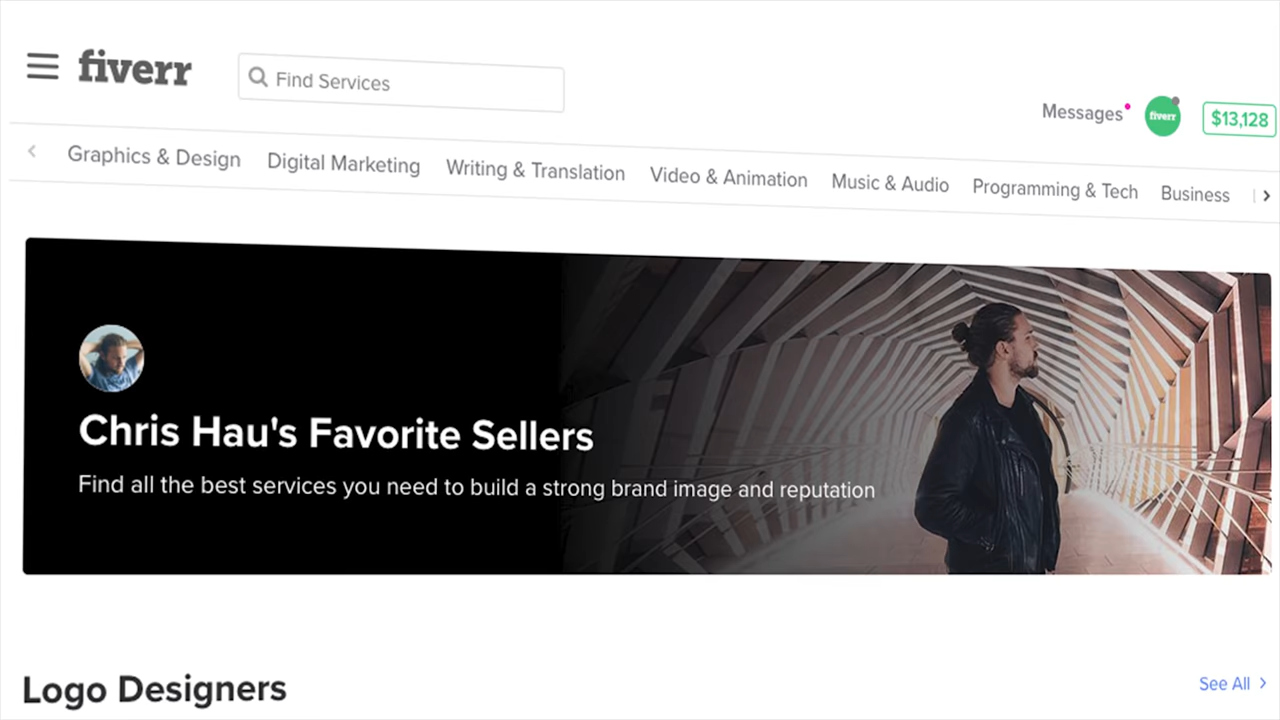 fiverr
Find Services
Messages
fiverr
$13,128
Graphics & Design
Digital Marketing
Writing & Translation
Video & Animation
Music & Audio
Programming & Tech
Business
Chris Hau's Favorite Sellers
Find all the best services you need to build a strong brand image and reputation
Logo Designers
See All